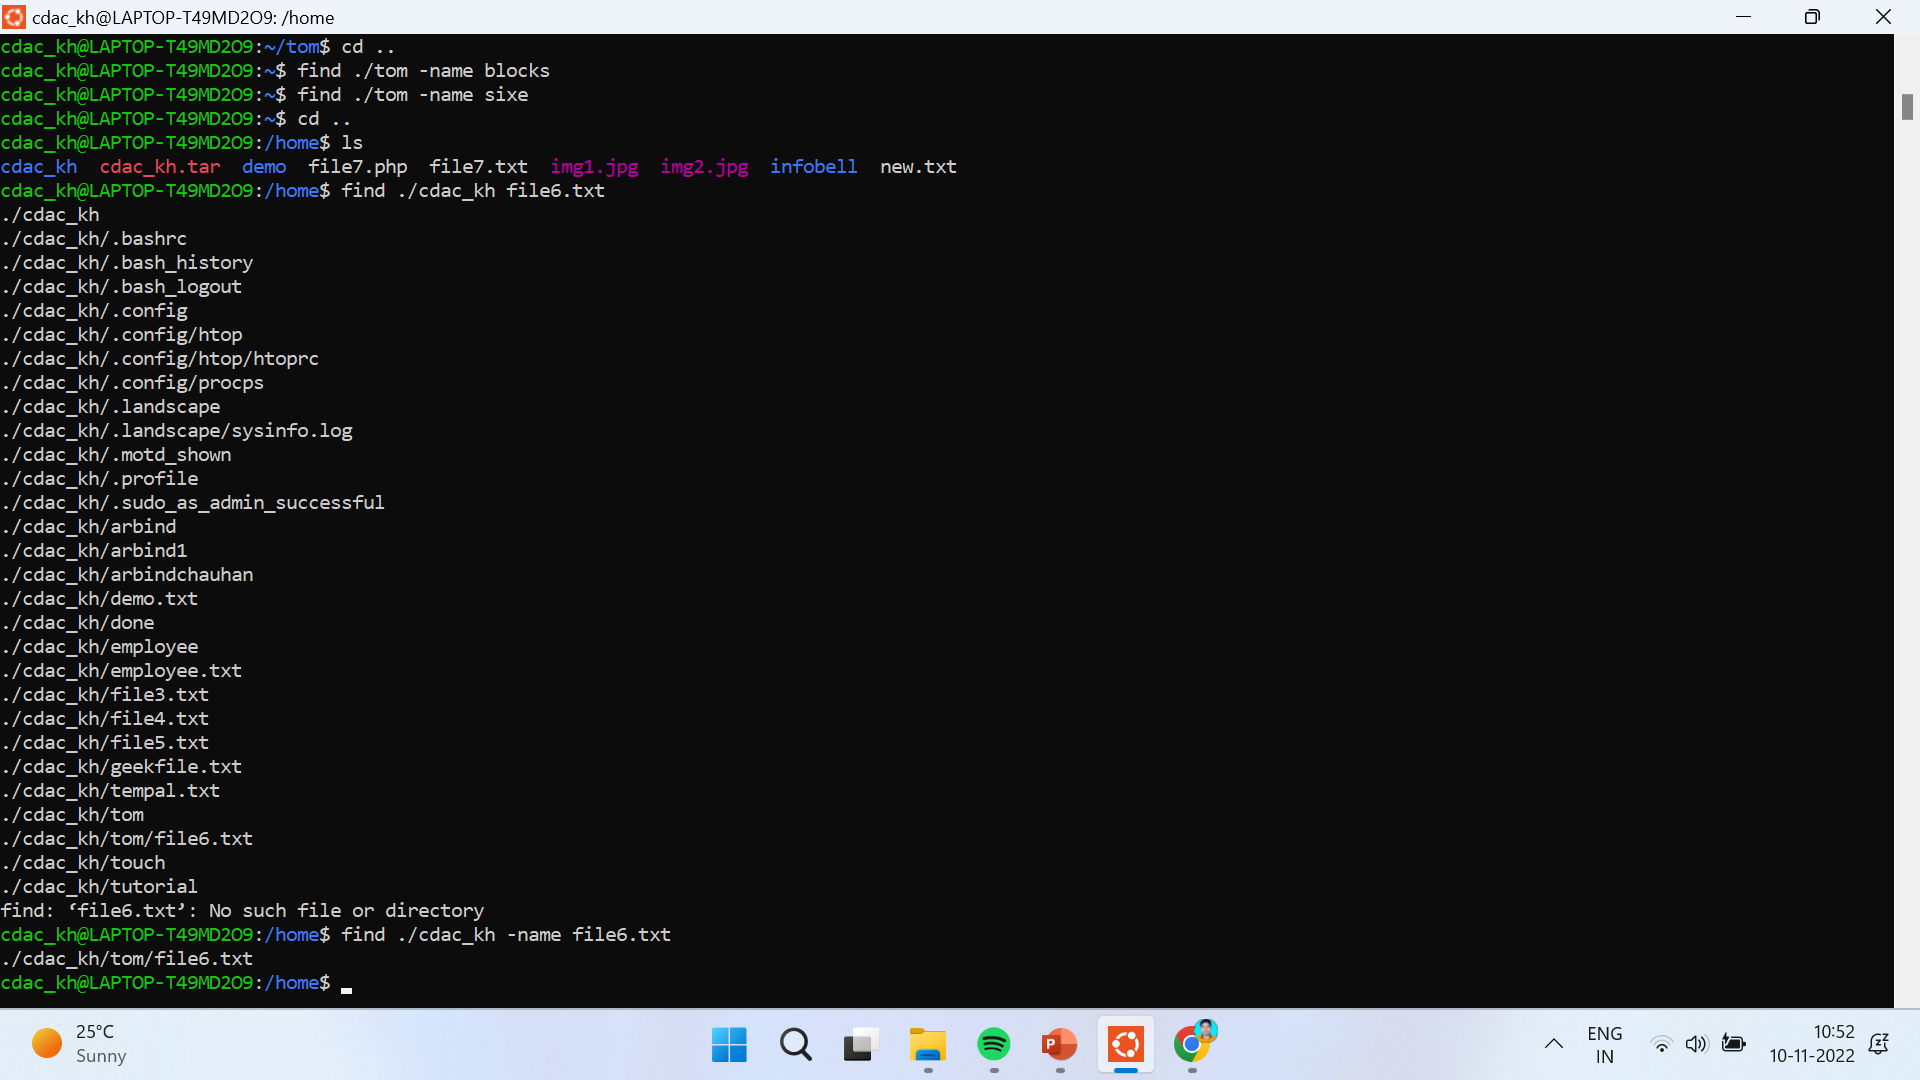 cdac_kh@LAPTOP-T49MD2O9: /home
cdac_kh@LAPTOP-T49MD2O9:~/tom$ cd ..
cdac_kh@LAPTOP-T49MD2O9:~$ find ./tom -name blocks
cdac_kh@LAPTOP-T49MD2O9:~$ find ./tom -name sixe
cdac_kh@LAPTOP-T49MD2O9:~$ cd ..
cdac_kh@LAPTOP-T49MD2O9:/home$ ls
cdac_kh  cdac_kh.tar  demo  file7.php  file7.txt  img1.jpg  img2.jpg  infobell  new.txt
cdac_kh@LAPTOP-T49MD2O9:/home$ find ./cdac_kh file6.txt
./cdac_kh
./cdac_kh/.bashrc
./cdac_kh/.bash_history
./cdac_kh/.bash_logout
./cdac_kh/.config
./cdac_kh/.config/htop
./cdac_kh/.config/htop/htoprc
./cdac_kh/.config/procps
./cdac_kh/.landscape
./cdac_kh/.landscape/sysinfo.log
./cdac_kh/.motd_shown
./cdac_kh/.profile
./cdac_kh/.sudo_as_admin_successful
./cdac_kh/arbind
./cdac_kh/arbind1
./cdac_kh/arbindchauhan
./cdac_kh/demo.txt
./cdac_kh/done
./cdac_kh/employee
./cdac_kh/employee.txt
./cdac_kh/file3.txt
./cdac_kh/file4.txt
./cdac_kh/file5.txt
./cdac_kh/geekfile.txt
./cdac_kh/tempal.txt
./cdac_kh/tom
./cdac_kh/tom/file6.txt
./cdac_kh/touch
./cdac_kh/tutorial
find: ‘file6.txt’: No such file or directory
cdac_kh@LAPTOP-T49MD2O9:/home$ find ./cdac_kh -name file6.txt
./cdac_kh/tom/file6.txt
cdac_kh@LAPTOP-T49MD2O9:/home$
25°C
Sunny
P
ENG
IN
10:52
10-11-2022